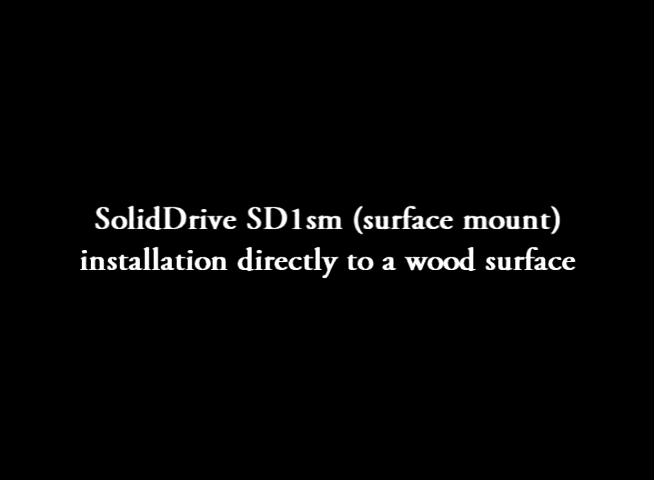 SolidDrive SD1sm (surface mount)
installation directly to a wood surface